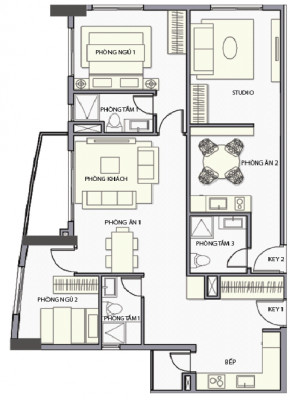 PHÒNG NGỦ 1
STUDIO
PHÒNG TẮM 1
PHÒNG ĂN 2
PHÒNG KHÁCH
PHÒNG ĂN 1
PHÒNG TẮM 3
KEY 2
PHÒNG NGỦ 2
KEY 1
PHÒNG TẮM 1
BẾP